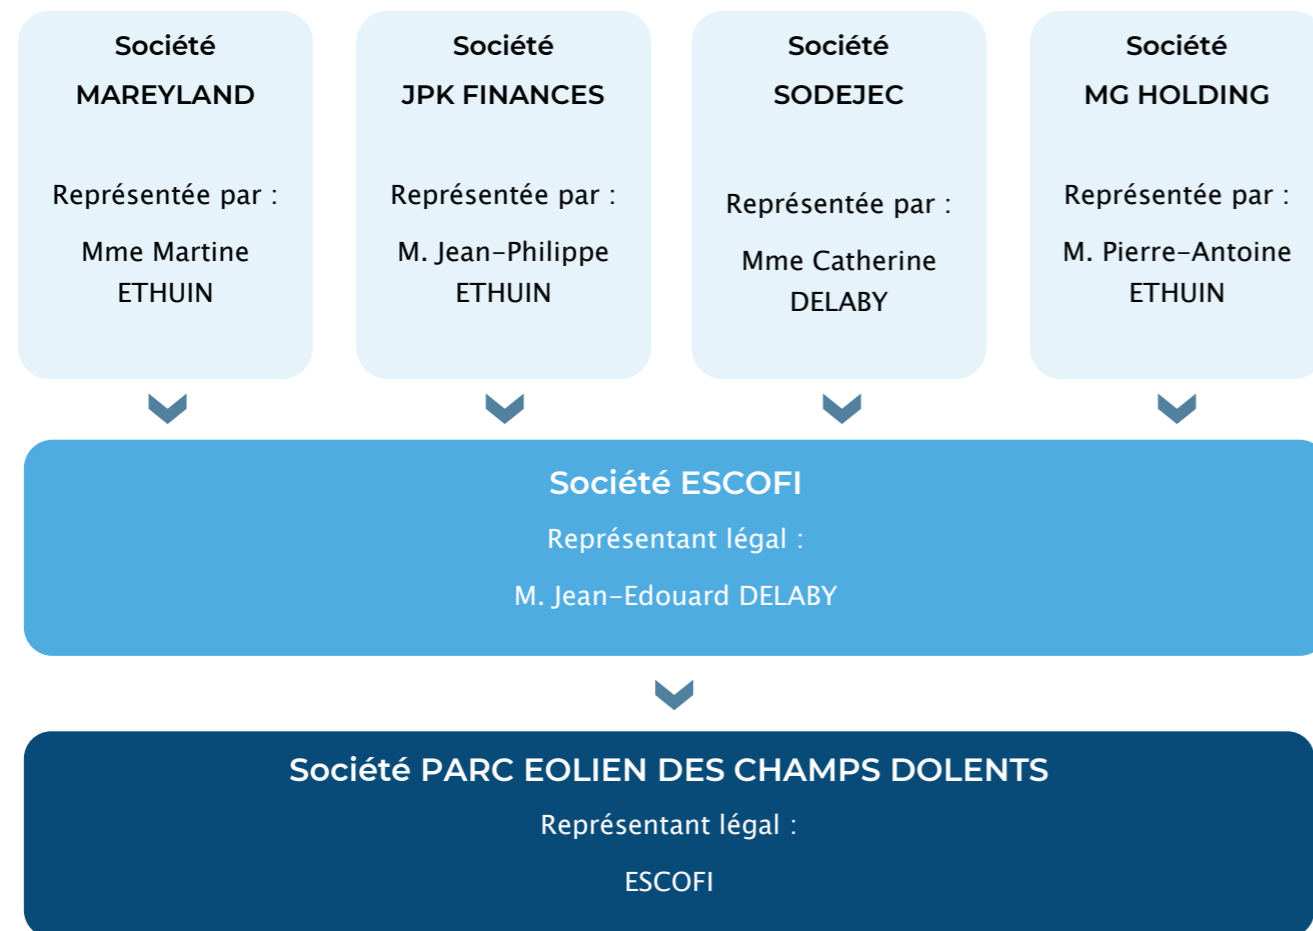 Société
MAREYLAND
Représentée par :
Mme Martine
ETHUIN
Société
JPK FINANCES
Représentée par :
M. Jean-Philippe
ETHUIN
Société
SODEJEC
Représentée par :
Mme Catherine
DELABY
Société
MG HOLDING
Représentée par :
M. Pierre-Antoine
ETHUIN
Société ESCOFI
Représentant légal :
M. Jean-Edouard DELABY
Société PARC EOLIEN DES CHAMPS DOLENTS
Représentant légal :
ESCOFI